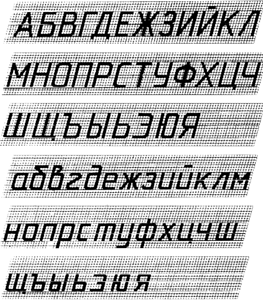 АБВГДЕЖЗИЙКЛ
МНОПРСТУФХЦЧ
ШЩЪЫЬЭЮЯ
абвгдежзийклм
нопрстуфхцчш
щъыьэюя